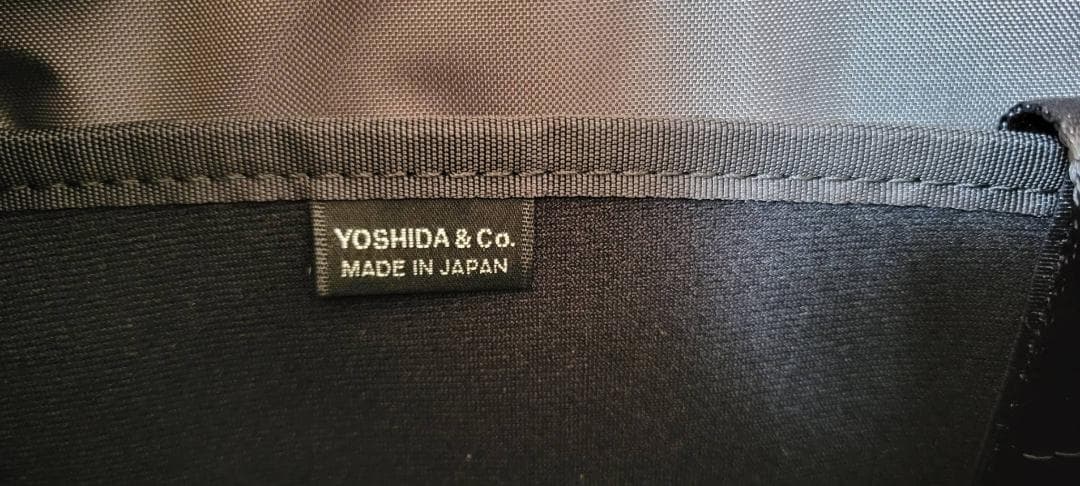 YOSHIDA & Co.
MADE IN JAPAN